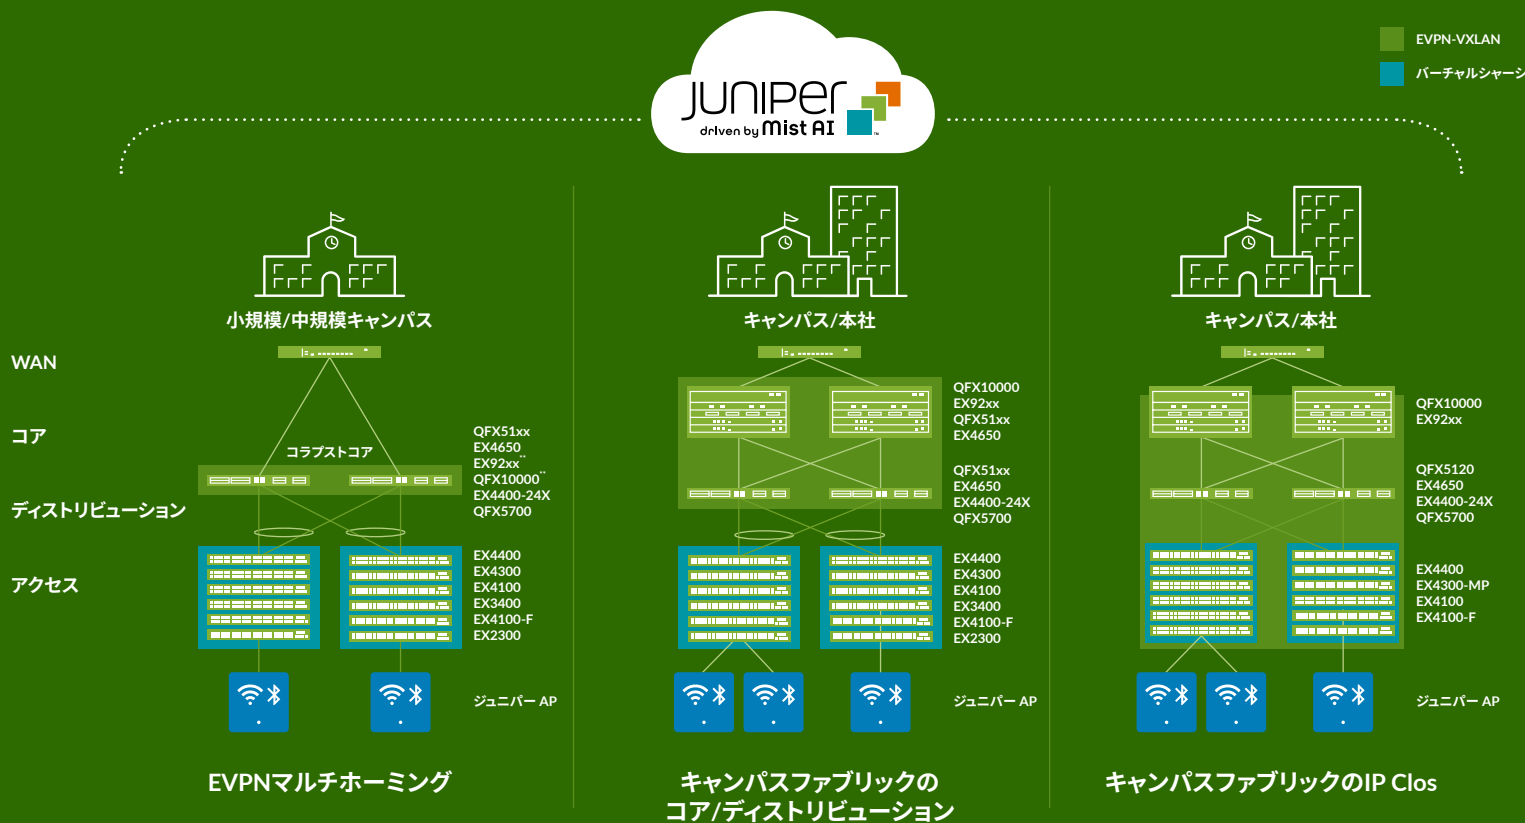 JUNIPer
driven by Mist AI
EVPN-VXLAN
バーチャルシャーシ
WAN
コア
ディストリビューション
アクセス
小規模/中規模キャンパス
コラプストコア
QFX51xx
EX4650
EX92xx¨
QFX10000¨
EX4400-24X
QFX5700
EX4400
EX4300
EX4100
EX3400
EX4100-F
EX2300
ジュニパー AP
EVPNマルチホーミング
キャンパス/本社
QFX10000
EX92xx
QFX51xx
EX4650
QFX51xx
EX4650
EX4400-24X
QFX5700
EX4400
EX4300
EX4100
EX3400
EX4100-F
EX2300
ジュニパー AP
キャンパスファブリックの
コア/ディストリビューション
キャンパス/本社
QFX10000
EX92xx
QFX5120
EX4650
EX4400-24X
QFX5700
EX4400
EX4300-MP
EX4100
EX4100-F
ジュニパー AP
キャンパスファブリックのIP Clos